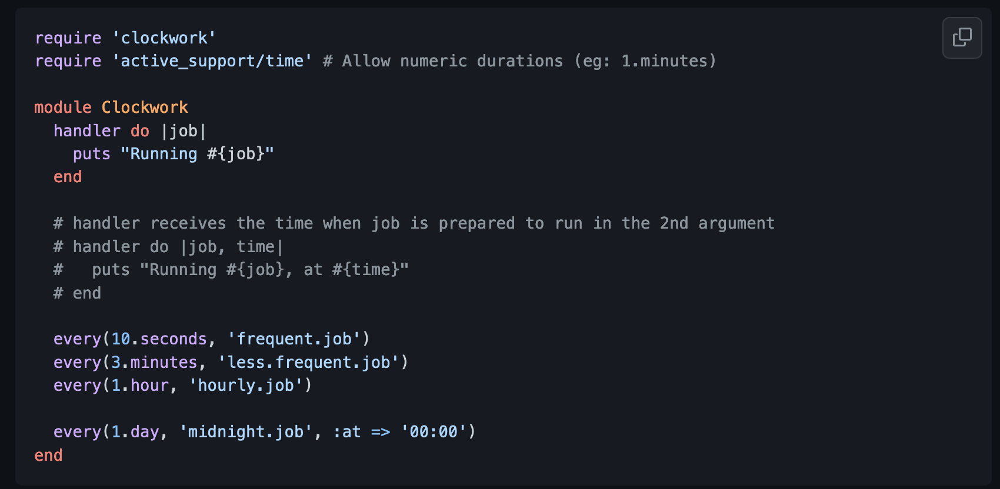 require 'clockwork'
require 'active_support/time' # Allow numeric durations (eg: 1.minutes)

module Clockwork
  handler do |job|
    puts "Running #{job}"
  end

  # handler receives the time when job is prepared to run in the 2nd argument
  # handler do |job, time|
  #   puts "Running #{job}, at #{time}"
  # end

  every(10.seconds, 'frequent.job')
  every(3.minutes, 'less.frequent.job')
  every(1.hour, 'hourly.job')

  every(1.day, 'midnight.job', :at => '00:00')
end